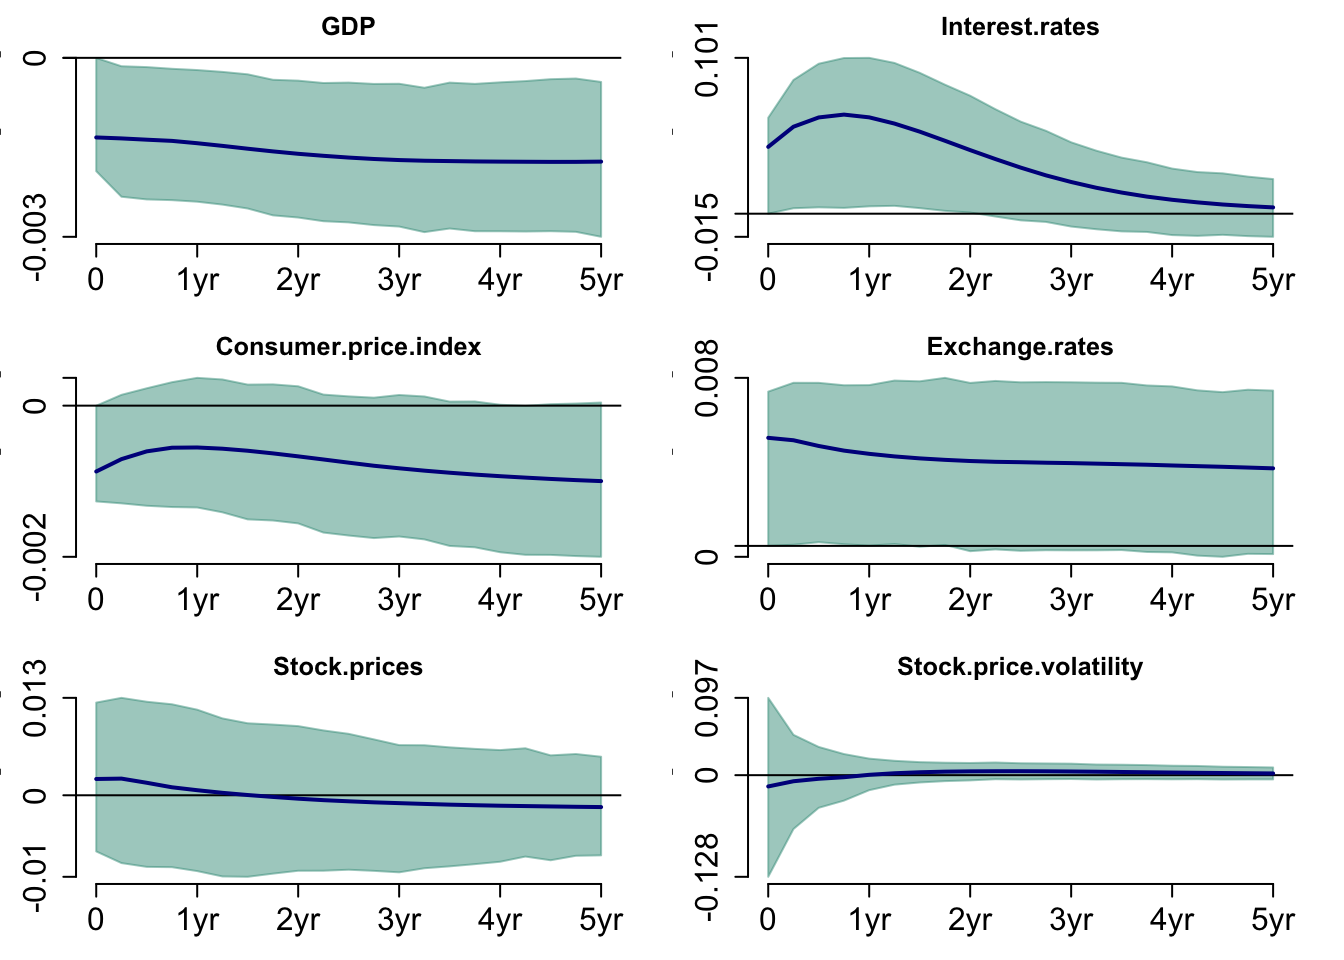 GDP
0
-0.003
0 1yr 2yr 3yr 4yr 5yr
Interest.rates
0.101
-0.015
0 1yr 2yr 3yr 4yr 5yr
Consumer.price.index
0
-0.002
0 1yr 2yr 3yr 4yr 5yr
Exchange.rates
0.008
0
0 1yr 2yr 3yr 4yr 5yr
Stock.prices
0.013
0
-0.01
0 1yr 2yr 3yr 4yr 5yr
Stock.price.volatility
0.097
0
-0.128
0 1yr 2yr 3yr 4yr 5yr